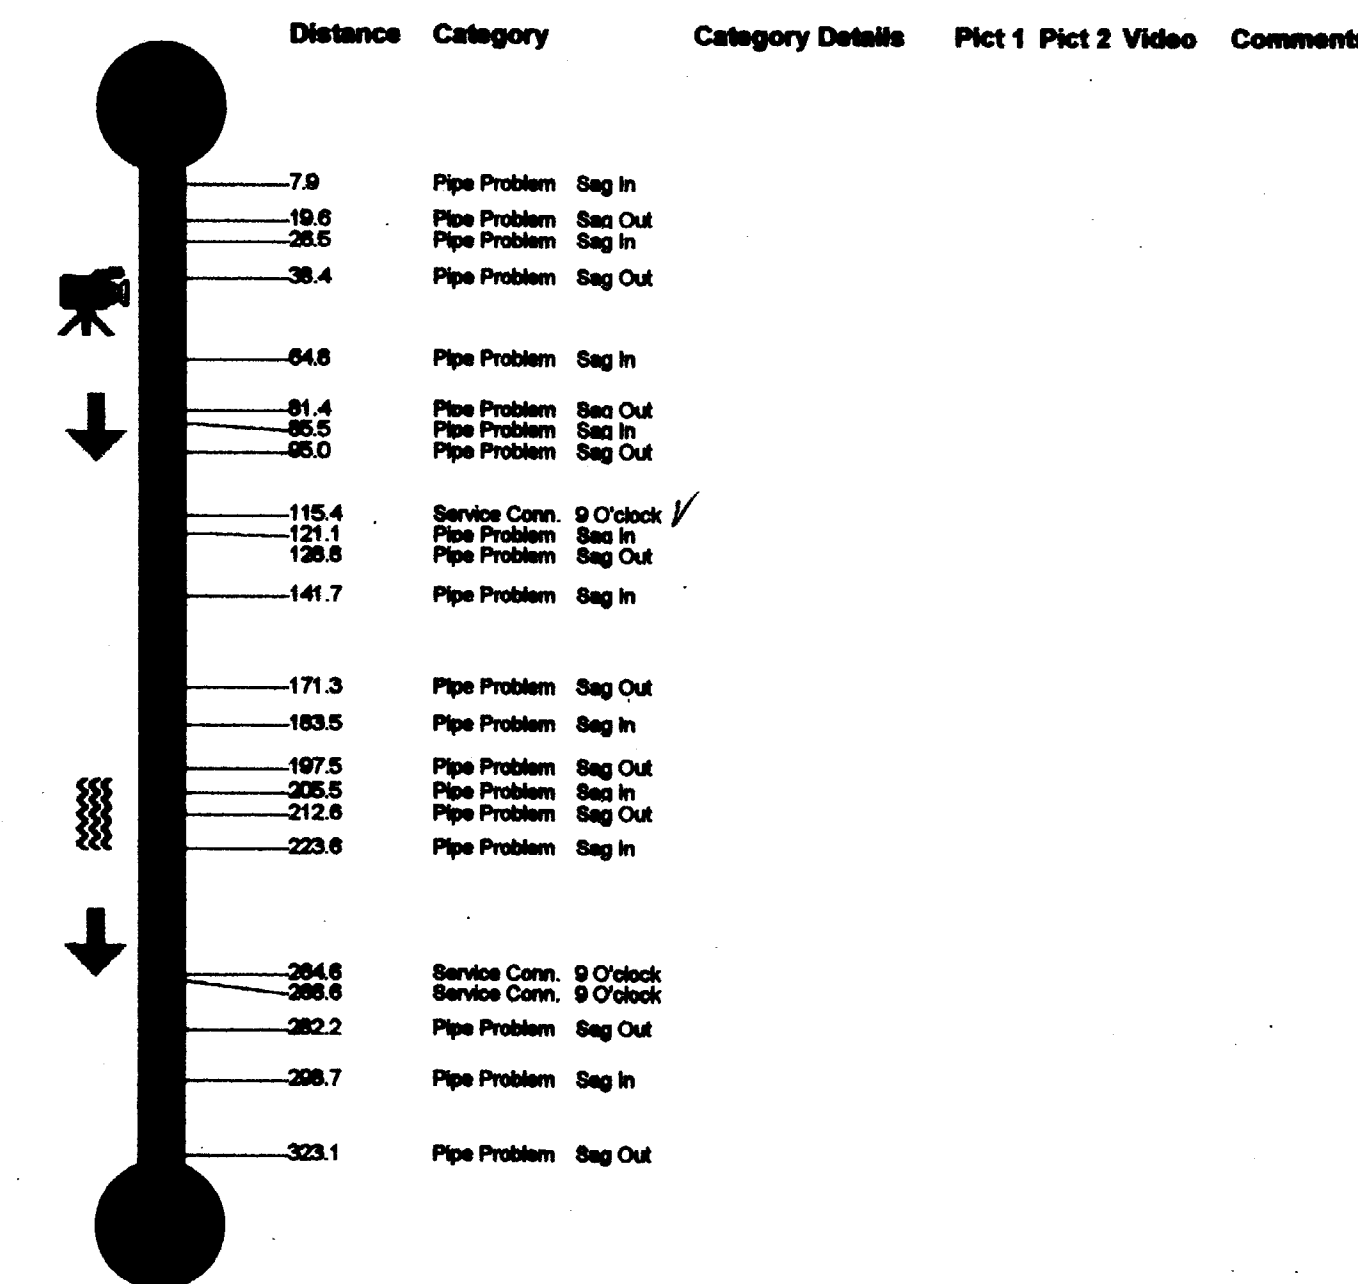 Distance Category Category Details Pict 1 Pict 2 Video Comments
7.9 Pipe Problem Sag In
19.6 Pipe Problem Sag Out
26.5 Pipe Problem Sag In
38.4 Pipe Problem Sag Out
64.8 Pipe Problem Sag In
81.4 Pipe Problem Sag Out
85.5 Pipe Problem Sag In
95.0 Pipe Problem Sag Out
115.4 Service Conn. 9 O'clock ✓
121.1 Pipe Problem Sag In
Pipe Problem Sag Out
141.7 Pipe Problem Sag In
171.3 Pipe Problem Sag Out
183.5 Pipe Problem Sag In
197.5 Pipe Problem Sag Out
205.5 Pipe Problem Sag In
212.6 Pipe Problem Sag Out
223.6 Pipe Problem Sag In
264.6 Service Conn. 9 O'clock
266.6 Service Conn. 9 O'clock
282.2 Pipe Problem Sag Out
298.7 Pipe Problem Sag In
323.1 Pipe Problem Sag Out